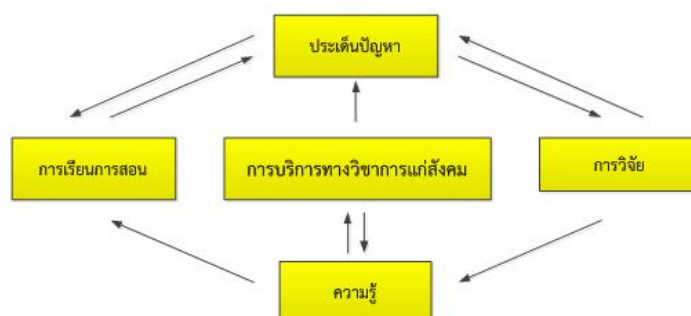 ประเด็นปัญหา
การเรียนการสอน
การบริการทางวิชาการแก่สังคม
การวิจัย
ความรู้